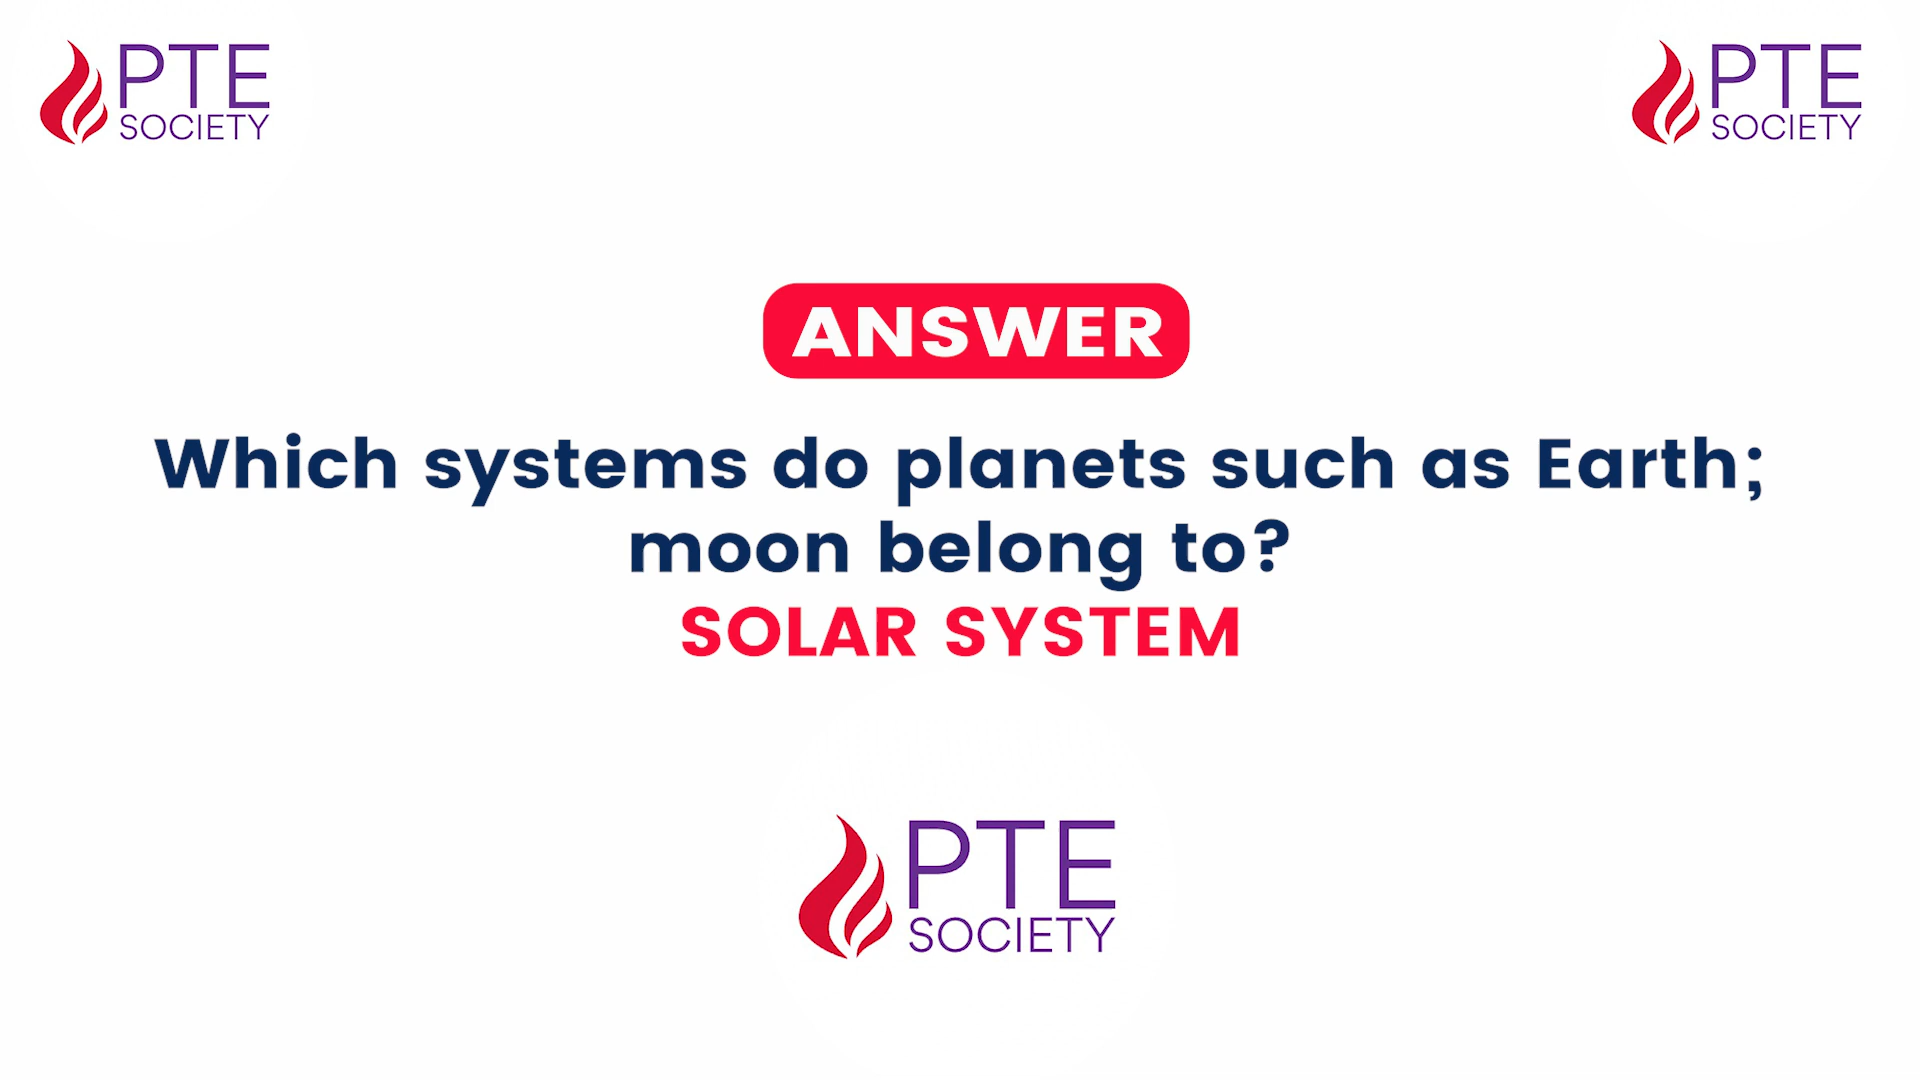 PTE
SOCIETY
PTE
SOCIETY
ANSWER
Which systems do planets such as Earth;
moon belong to?
SOLAR SYSTEM
PTE
SOCIETY